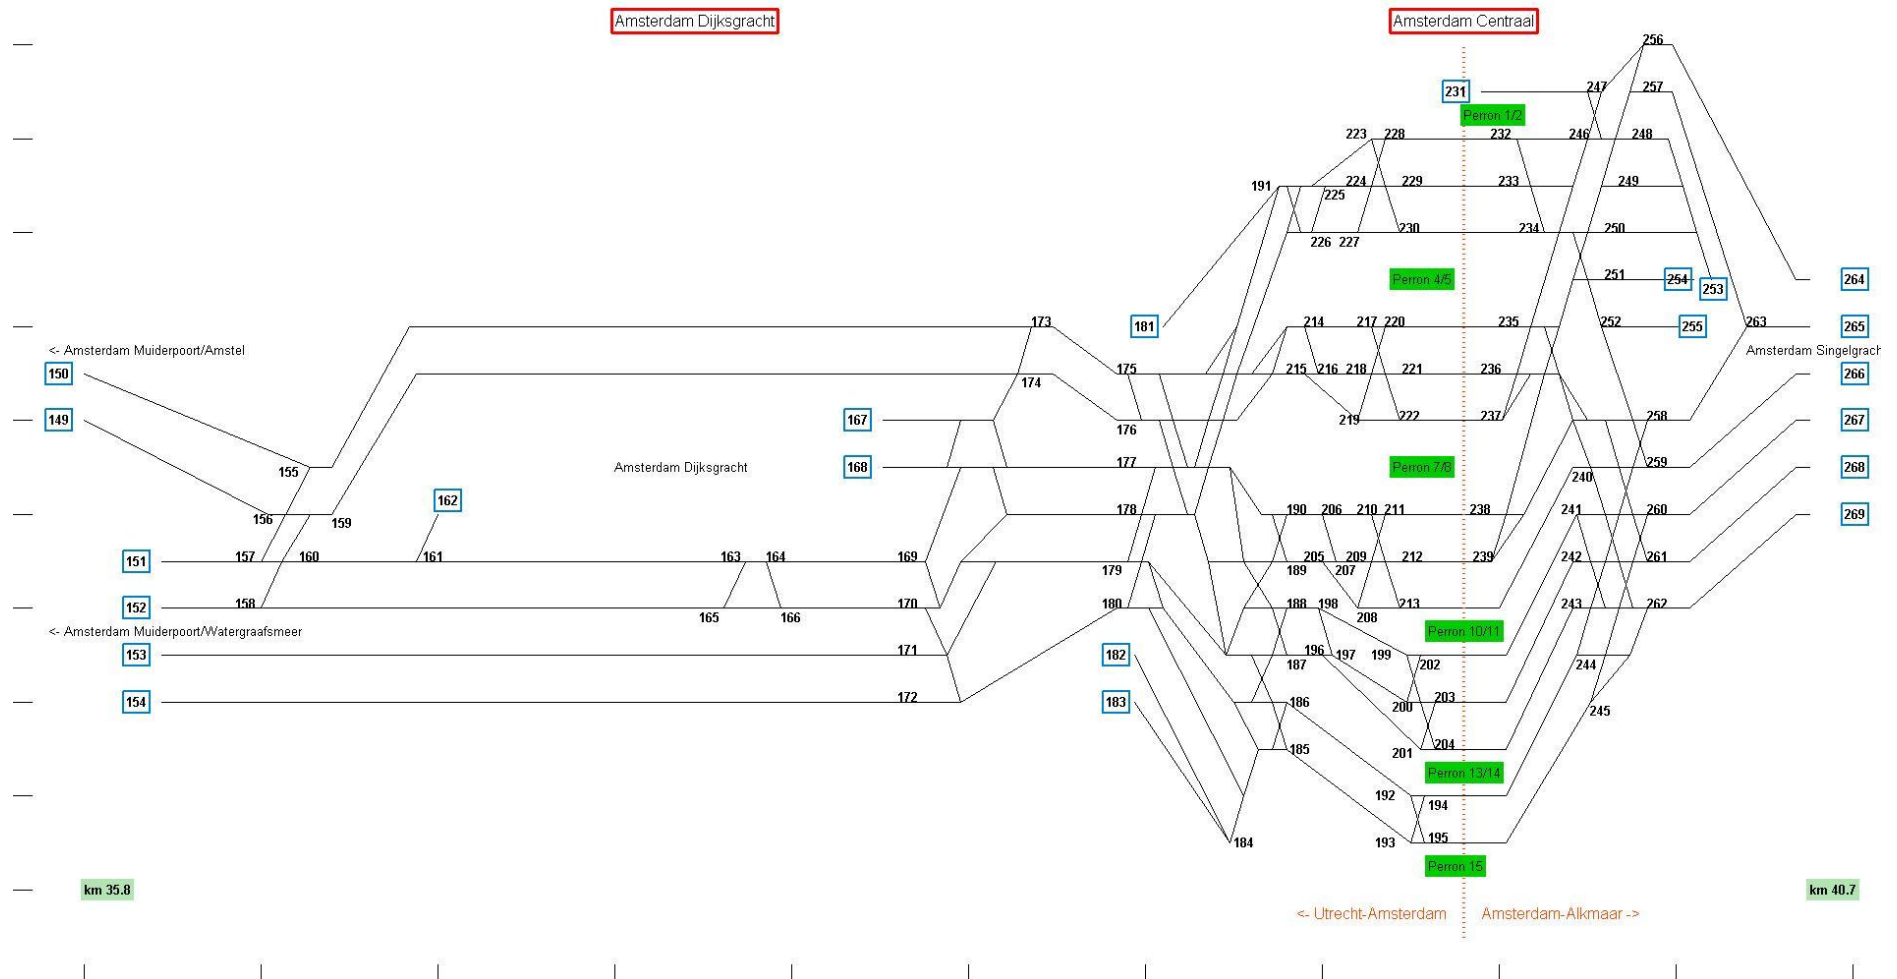 Amsterdam Dijksgracht Amsterdam Centraal
256
231 247 257
Perron 1/2
223 228 232 246 248
191 224 229 233 249
225
226 227 230 234 250
Perron 4/5 251 254 253 264
173 181 214 217 220 235 252 255 263 265
<- Amsterdam Muiderpoort/Amstel Amsterdam Singelgrach
150 174 175 215 216 218 221 236 266
149 167 176 219 222 237 258 267
155 Amsterdam Dijksgracht 168 177 Perron 7/8 240 259 268
162
156 159 178 190 206 210 211 238 241 260 269
151 157 160 161 163 164 169 179 189 205 207 209 212 239 242 261
152 158 165 166 170 180 188 198 208 213 243 262
<- Amsterdam Muiderpoort/Watergraafsmeer Perron 10/11
153 171 182 187 196 197 199 202 244
154 172 183 186 200 203 245
185 201 204
Perron 13/14
192 194
184 193 195
Perron 15
km 35.8 km 40.7
<- Utrecht-Amsterdam Amsterdam-Alkmaar ->